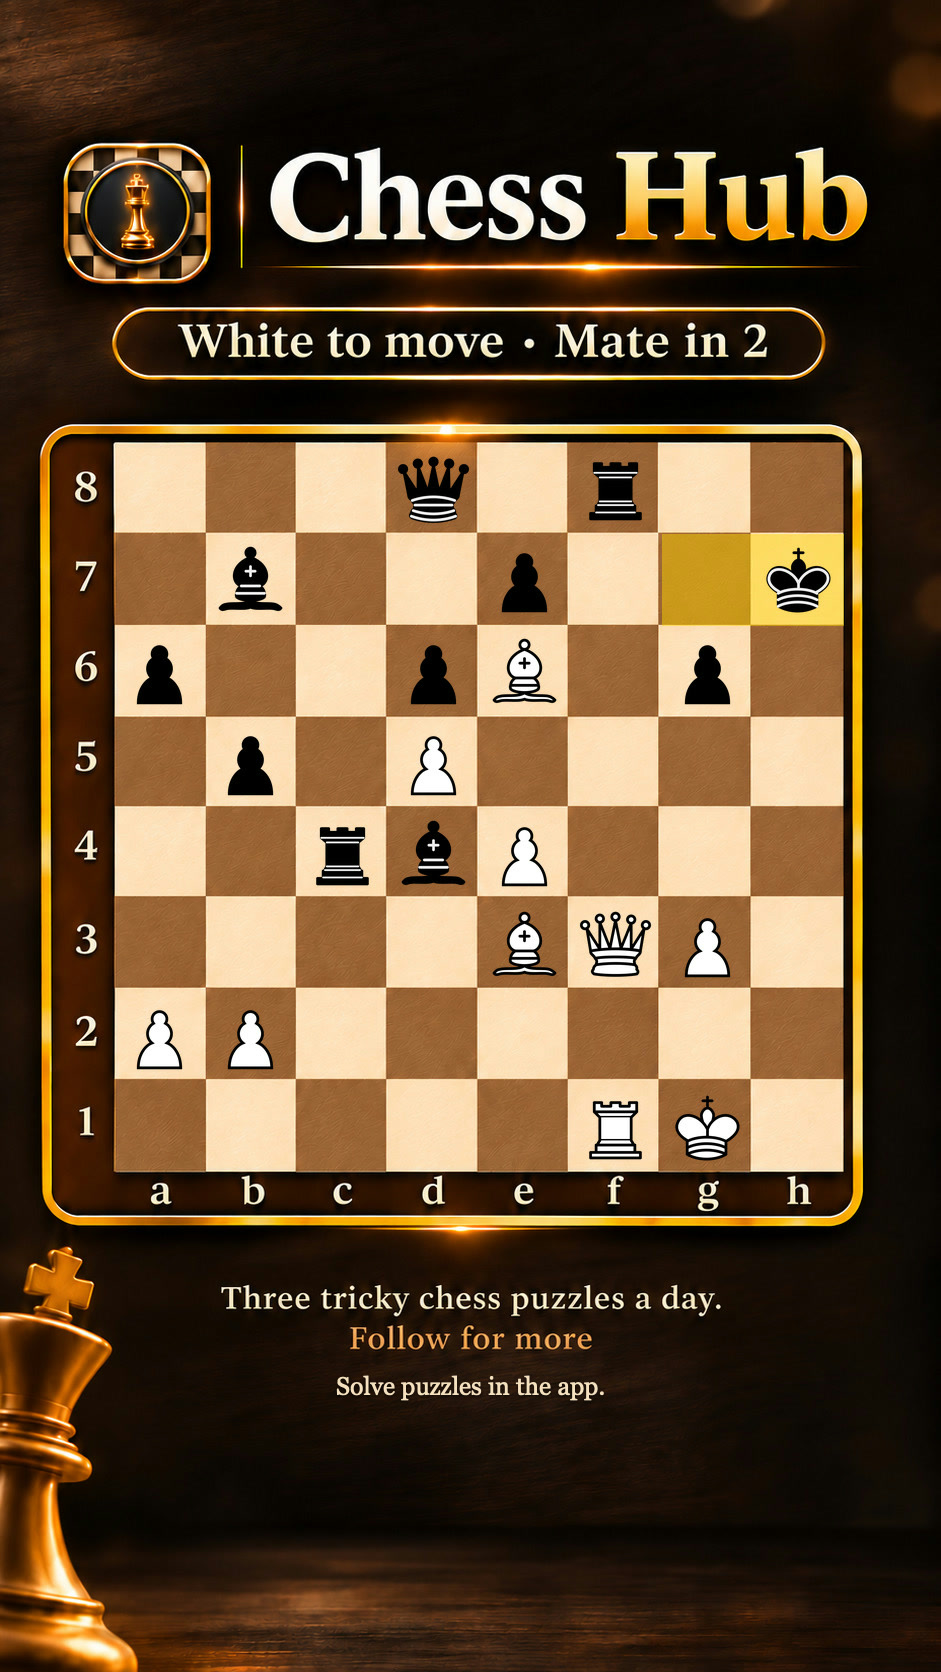 Chess Hub
White to move • Mate in 2
8
7
6
5
4
3
2
1
a b c d e f g h
Three tricky chess puzzles a day.
Follow for more
Solve puzzles in the app.